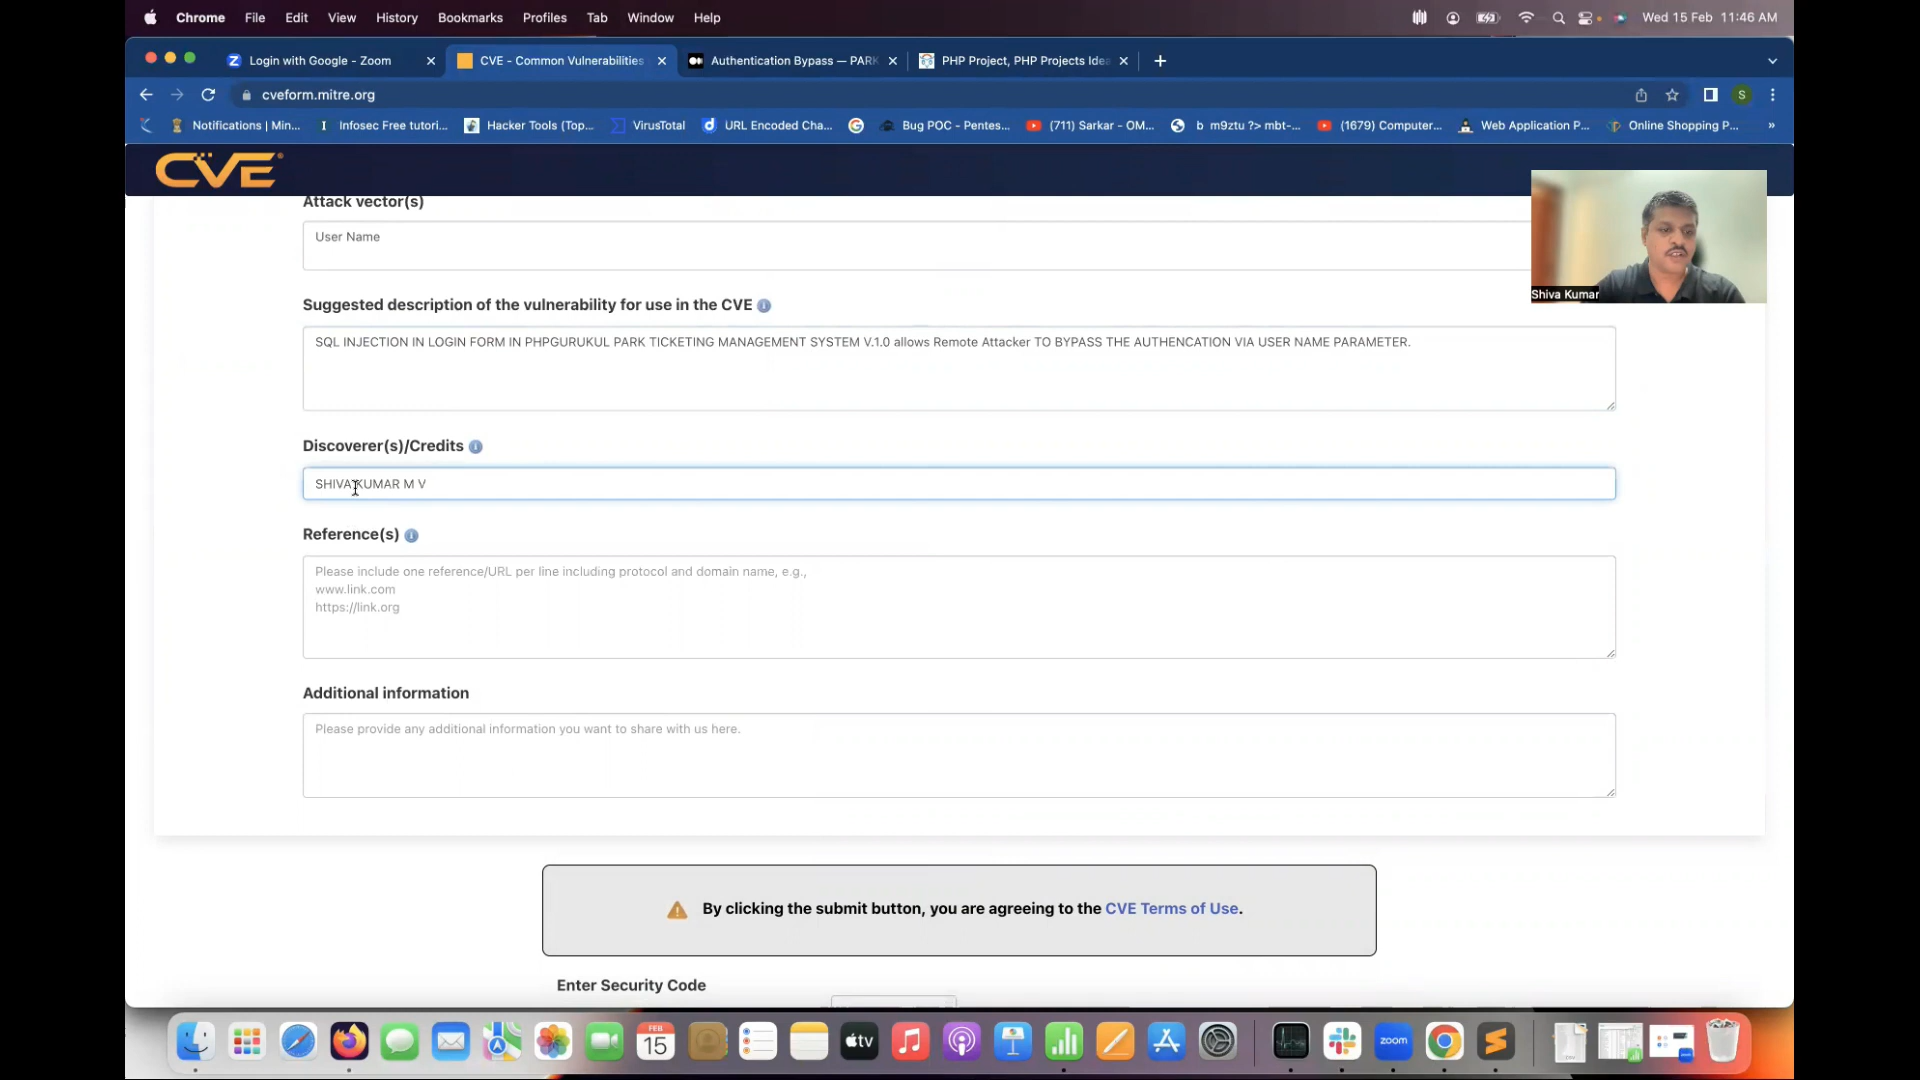 Chrome File Edit View History Bookmarks Profiles Tab Window Help
Wed 15 Feb 11:46 AM
Login with Google - Zoom
CVE - Common Vulnerabilities
Authentication Bypass — PARK
PHP Project, PHP Projects Idea
cveform.mitre.org
S
Notifications | Min...
Infosec Free tutori...
Hacker Tools (Top...
VirusTotal
URL Encoded Cha...
Bug POC - Pentes...
(711) Sarkar - OM...
b m9ztu ?> mbt-...
(1679) Computer...
Web Application P...
Online Shopping P...
»
CVE
Attack vector(s)
User Name
Shiva Kumar
Suggested description of the vulnerability for use in the CVE
SQL INJECTION IN LOGIN FORM IN PHPGURUKUL PARK TICKETING MANAGEMENT SYSTEM V.1.0 allows Remote Attacker TO BYPASS THE AUTHENCATION VIA USER NAME PARAMETER.
Discoverer(s)/Credits
SHIVA KUMAR M V
Reference(s)
Please include one reference/URL per line including protocol and domain name, e.g.,
www.link.com
https://link.org
Additional information
Please provide any additional information you want to share with us here.
By clicking the submit button, you are agreeing to the CVE Terms of Use.
Enter Security Code
FEB
15
tv
zoom